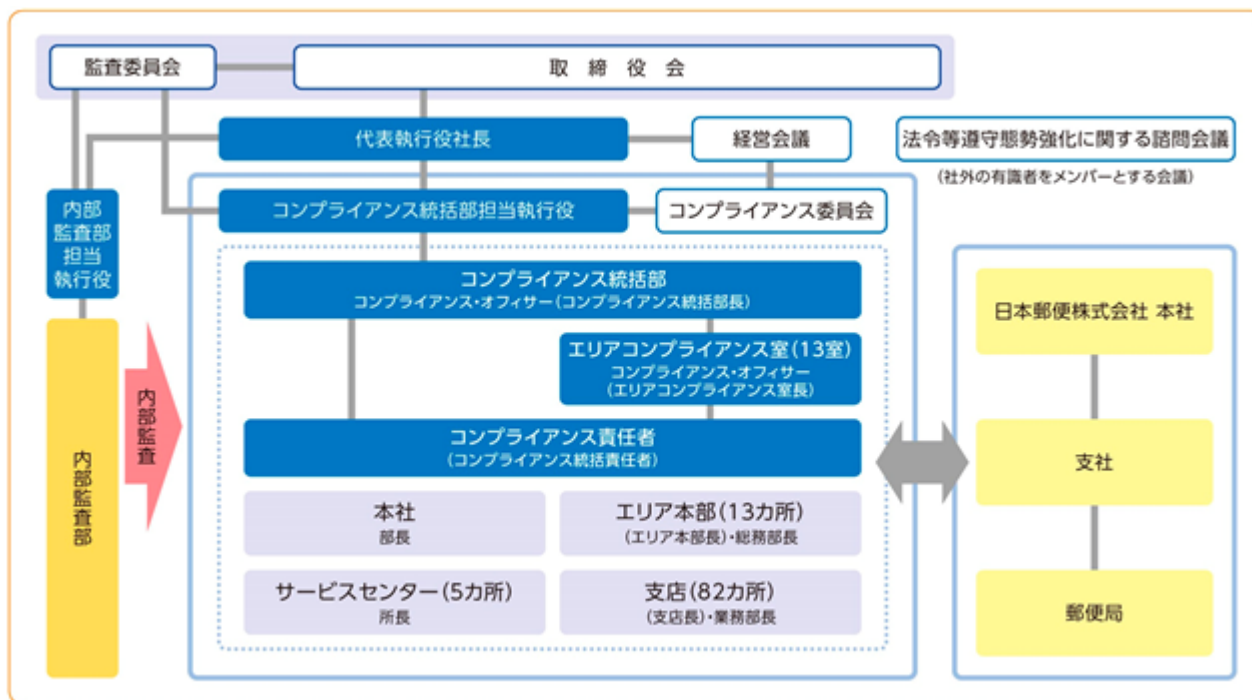 監査委員会
取締役会
代表執行役社長
経営会議
法令等遵守態勢強化に関する諮問会議
(社外の有識者をメンバーとする会議)
内部
監査部
担当
執行役
コンプライアンス統括部担当執行役
コンプライアンス委員会
コンプライアンス統括部
コンプライアンス・オフィサー(コンプライアンス統括部長)
エリアコンプライアンス室(13室)
コンプライアンス・オフィサー
(エリアコンプライアンス室長)
コンプライアンス責任者
(コンプライアンス統括責任者)
内部監査
内部監査部
本社
部長
エリア本部(13カ所)
(エリア本部長)・総務部長
サービスセンター(5カ所)
所長
支店(82カ所)
(支店長)・業務部長
日本郵便株式会社 本社
支社
郵便局